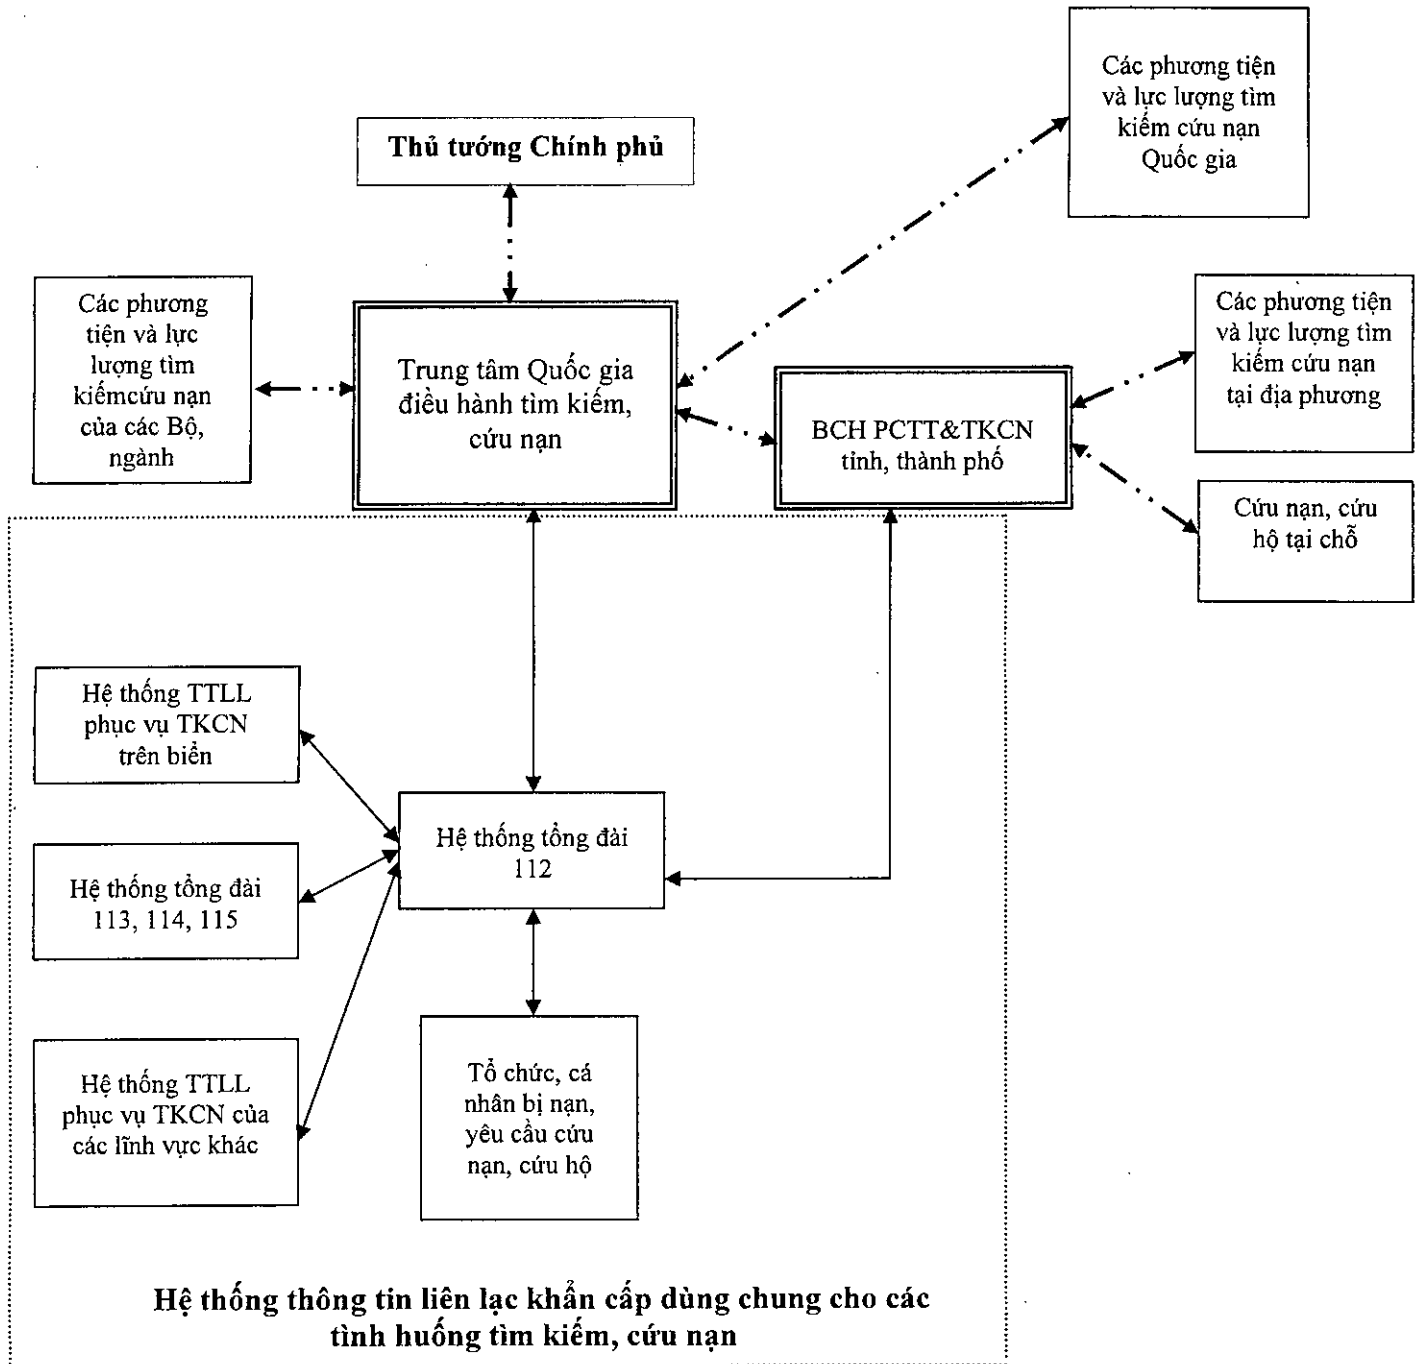 Các phương tiện
và lực lượng tìm
kiếm cứu nạn
Quốc gia
Thủ tướng Chính phủ
Các phương
tiện và lực
lượng tìm
kiếmcứu nạn
của các Bộ,
ngành
Trung tâm Quốc gia
điều hành tìm kiếm,
cứu nạn
BCH PCTT&TKCN
tỉnh, thành phố
Các phương tiện
và lực lượng tìm
kiếm cứu nạn
tại địa phương
Cứu nạn, cứu
hộ tại chỗ
Hệ thống TTLL
phục vụ TKCN
trên biển
Hệ thống tổng đài
112
Hệ thống tổng đài
113, 114, 115
Hệ thống TTLL
phục vụ TKCN của
các lĩnh vực khác
Tổ chức, cá
nhân bị nạn,
yêu cầu cứu
nạn, cứu hộ
Hệ thống thông tin liên lạc khẩn cấp dùng chung cho các
tình huống tìm kiếm, cứu nạn